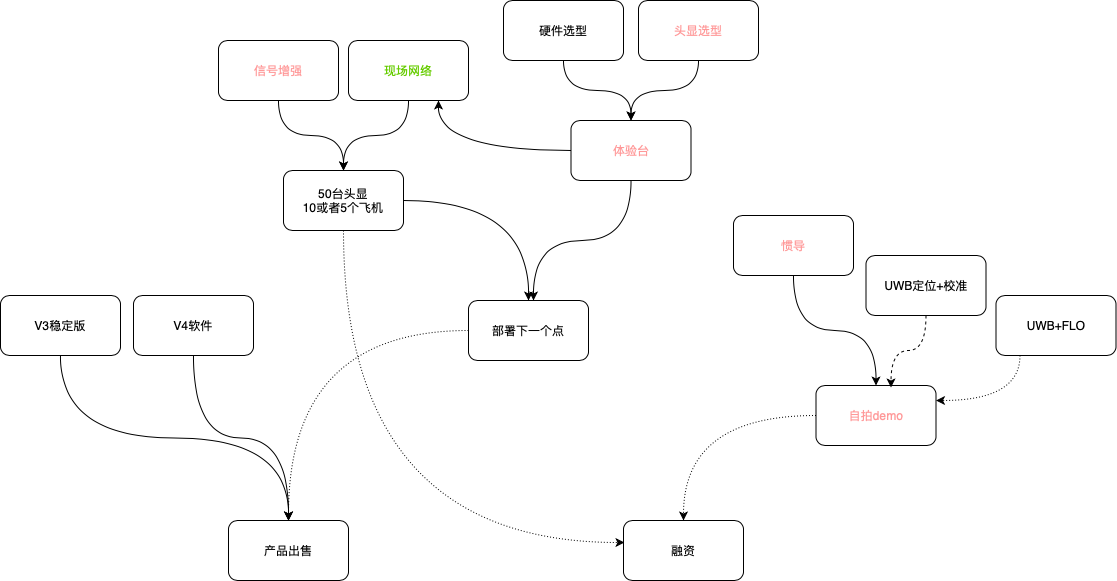 硬件选型
头显选型
信号增强
现场网络
体验台
50台头显
10或者5个飞机
惯导
UWB定位+校准
V3稳定版
V4软件
部署下一个点
UWB+FLO
自拍demo
产品出售
融资